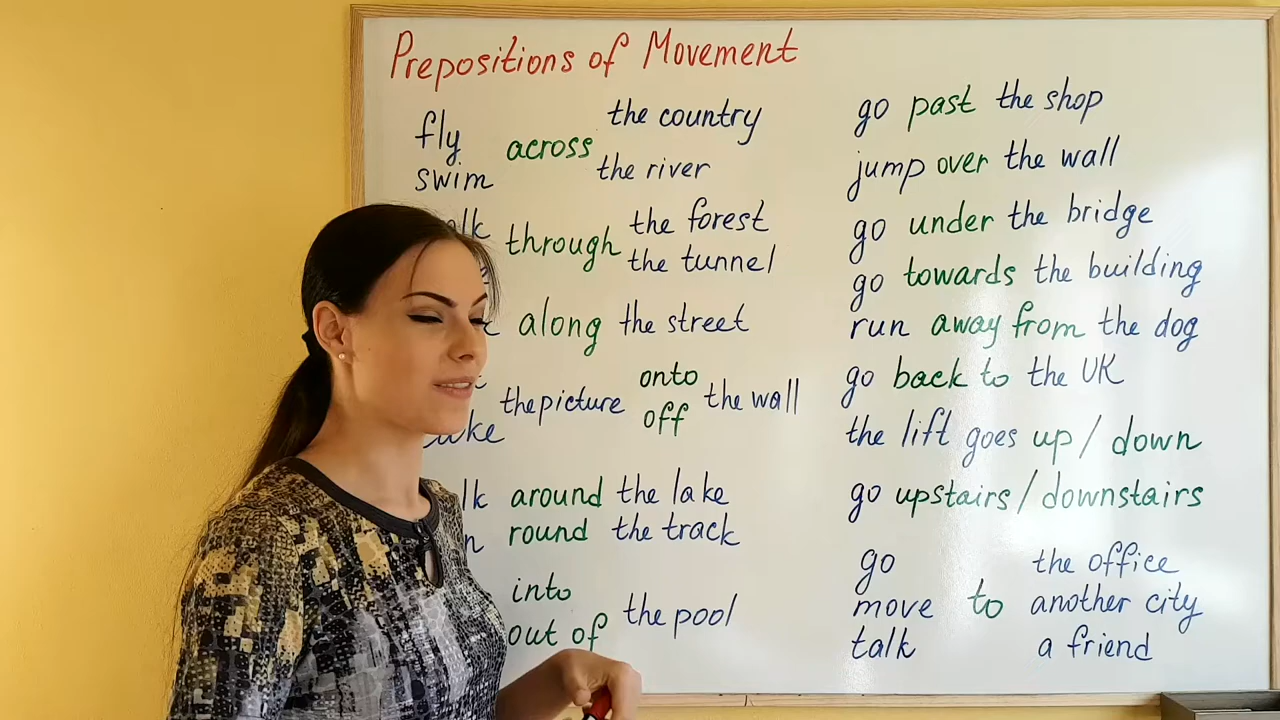 Prepositions of Movement
fly
swim
across
the country
the river
through
the forest
the tunnel
along the street
the picture
onto
off
the wall
around the lake
round the track
into
out of
the pool
go past the shop
jump over the wall
go under the bridge
go towards the building
run away from the dog
go back to the UK
the lift goes up / down
go upstairs / downstairs
go
move
talk
to
the office
another city
a friend